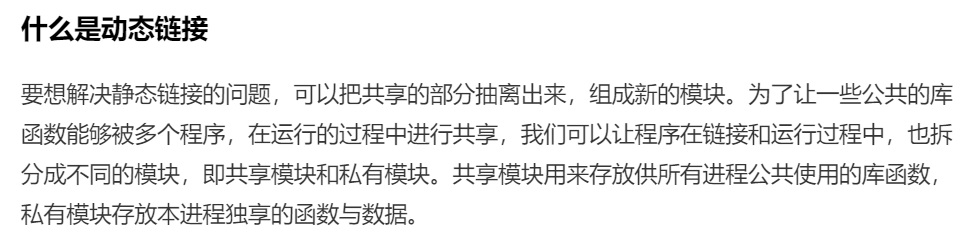 什么是动态链接
要想解决静态链接的问题，可以把共享的部分抽离出来，组成新的模块。为了让一些公共的库
函数能够被多个程序，在运行的过程中进行共享，我们可以让程序在链接和运行过程中，也拆
分成不同的模块，即共享模块和私有模块。共享模块用来存放供所有进程公共使用的库函数，
私有模块存放本进程独享的函数与数据。